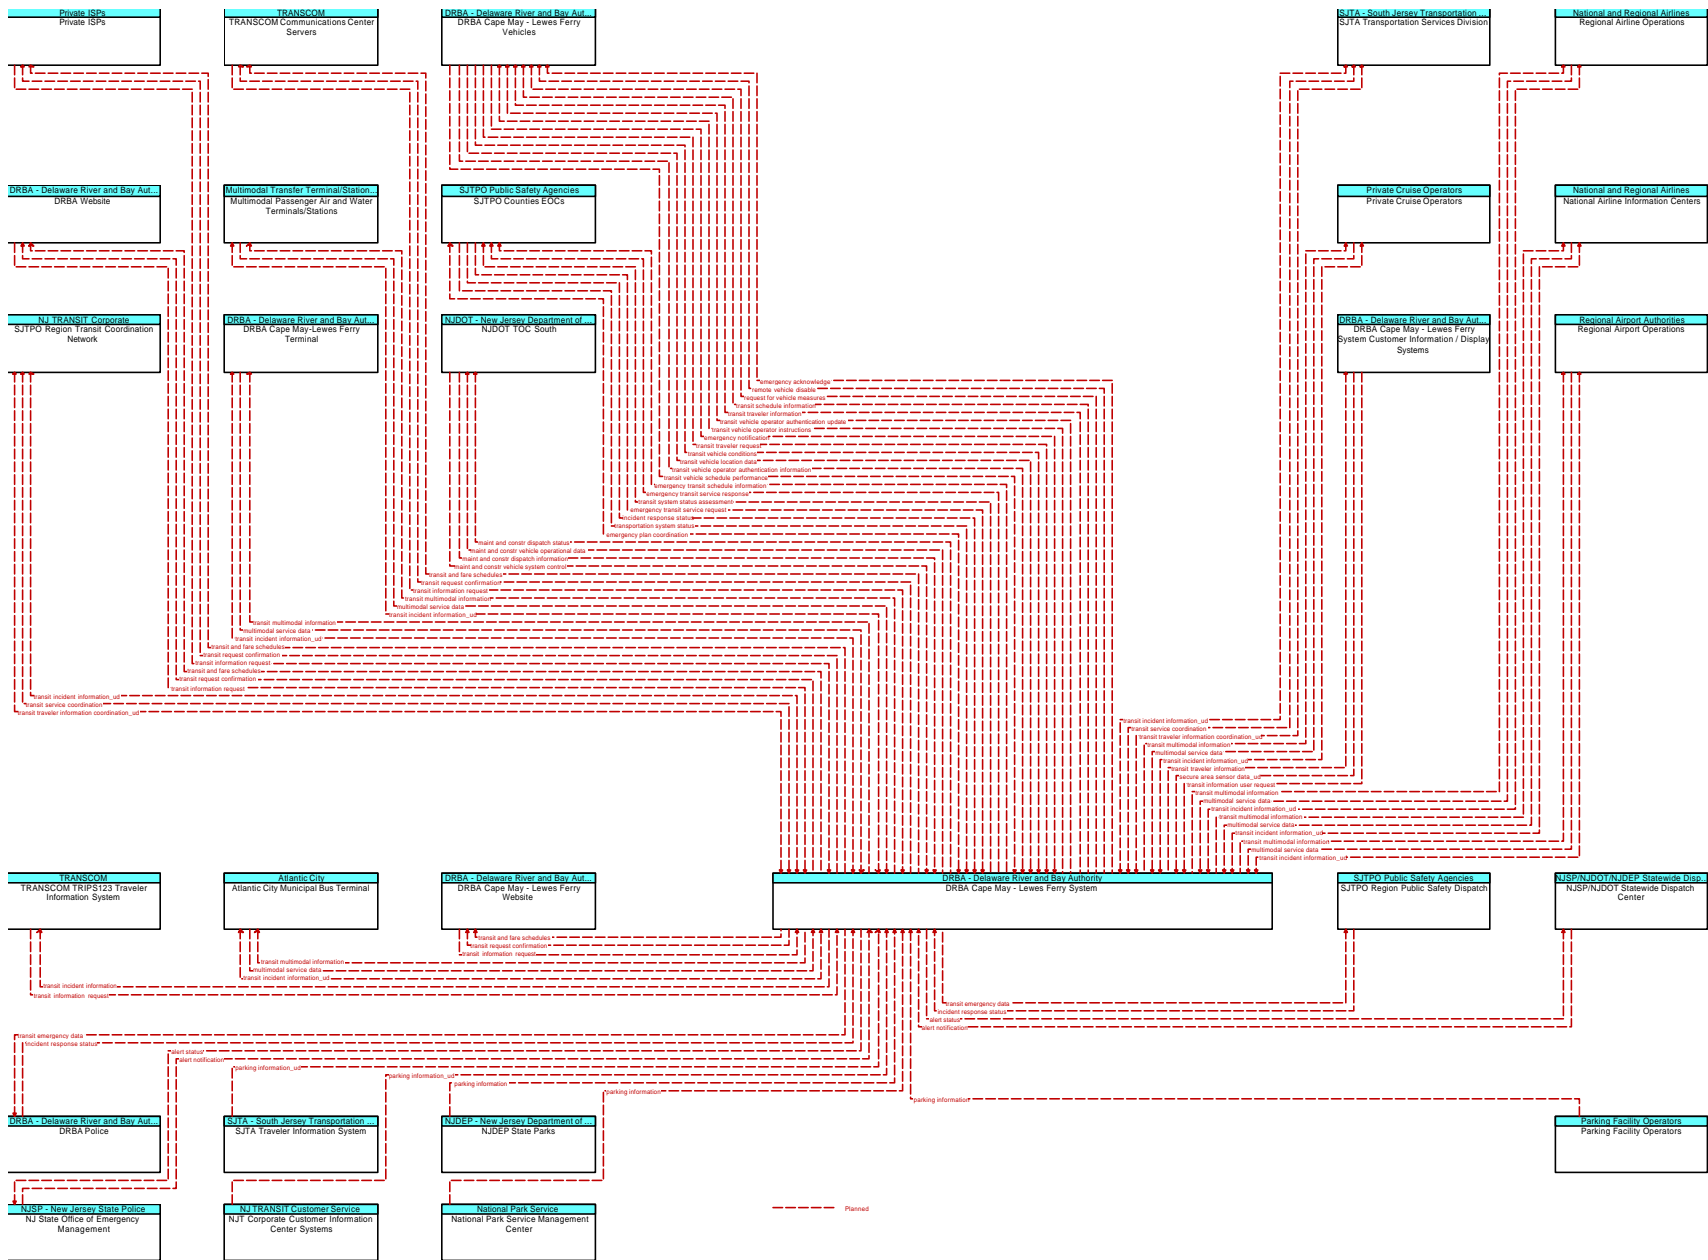 Private ISPs
Private ISPs
TRANSCOM
TRANSCOM Communications Center
Servers
DRBA - Delaware River and Bay Aut...
DRBA Cape May - Lewes Ferry
Vehicles
SJTA - South Jersey Transportation ...
SJTA Transportation Services Division
National and Regional Airlines
Regional Airline Operations
DRBA - Delaware River and Bay Aut...
DRBA Website
Multimodal Transfer Terminal/Station...
Multimodal Passenger Air and Water
Terminals/Stations
SJTPO Public Safety Agencies
SJTPO Counties EOCs
Private Cruise Operators
Private Cruise Operators
National and Regional Airlines
National Airline Information Centers
NJ TRANSIT Corporate
SJTPO Region Transit Coordination
Network
DRBA - Delaware River and Bay Aut...
DRBA Cape May-Lewes Ferry
Terminal
NJDOT - New Jersey Department of ...
NJDOT TOC South
DRBA - Delaware River and Bay Aut...
DRBA Cape May - Lewes Ferry
System Customer Information / Display
Systems
Regional Airport Authorities
Regional Airport Operations
emergency acknowledge
remote vehicle disable
request for vehicle measures
transit schedule information
transit traveler information
transit vehicle operator authentication update
transit vehicle operator instructions
emergency notification
transit traveler request
transit vehicle conditions
transit vehicle location data
transit vehicle operator authentication information
transit vehicle schedule performance
emergency transit schedule information
emergency transit service response
transit system status assessment
emergency transit service request
incident response status
transportation system status
emergency plan coordination
maint and constr dispatch status
maint and constr vehicle operational data
maint and constr dispatch information
maint and constr vehicle system control
transit and fare schedules
transit request confirmation
transit information request
transit multimodal information
multimodal service data
transit incident information_ud
transit multimodal information
multimodal service data
transit incident information_ud
transit and fare schedules
transit request confirmation
transit information request
transit and fare schedules
transit request confirmation
transit information request
transit incident information_ud
transit service coordination
transit traveler information coordination_ud
transit incident information_ud
transit service coordination
transit traveler information coordination_ud
transit multimodal information
multimodal service data
transit incident information_ud
transit traveler information
secure area sensor data_ud
transit information user request
transit multimodal information
multimodal service data
transit incident information_ud
transit multimodal information
multimodal service data
transit incident information_ud
transit multimodal information
multimodal service data
transit incident information_ud
TRANSCOM
TRANSCOM TRIPS123 Traveler
Information System
Atlantic City
Atlantic City Municipal Bus Terminal
DRBA - Delaware River and Bay Aut...
DRBA Cape May - Lewes Ferry
Website
DRBA - Delaware River and Bay Authority
DRBA Cape May - Lewes Ferry System
SJTPO Public Safety Agencies
SJTPO Region Public Safety Dispatch
NJSP/NJDOT/NJDEP Statewide Disp...
NJSP/NJDOT Statewide Dispatch
Center
transit and fare schedules
transit request confirmation
transit information request
transit multimodal information
multimodal service data
transit incident information_ud
transit incident information
transit information request
transit emergency data
incident response status
alert status
alert notification
transit emergency data
incident response status
alert status
alert notification
parking information_ud
parking information_ud
parking information
parking information
parking information
DRBA - Delaware River and Bay Aut...
DRBA Police
SJTA - South Jersey Transportation ...
SJTA Traveler Information System
NJDEP - New Jersey Department of ...
NJDEP State Parks
Parking Facility Operators
Parking Facility Operators
NJSP - New Jersey State Police
NJ State Office of Emergency
Management
NJ TRANSIT Customer Service
NJT Corporate Customer Information
Center Systems
National Park Service
National Park Service Management
Center
Planned